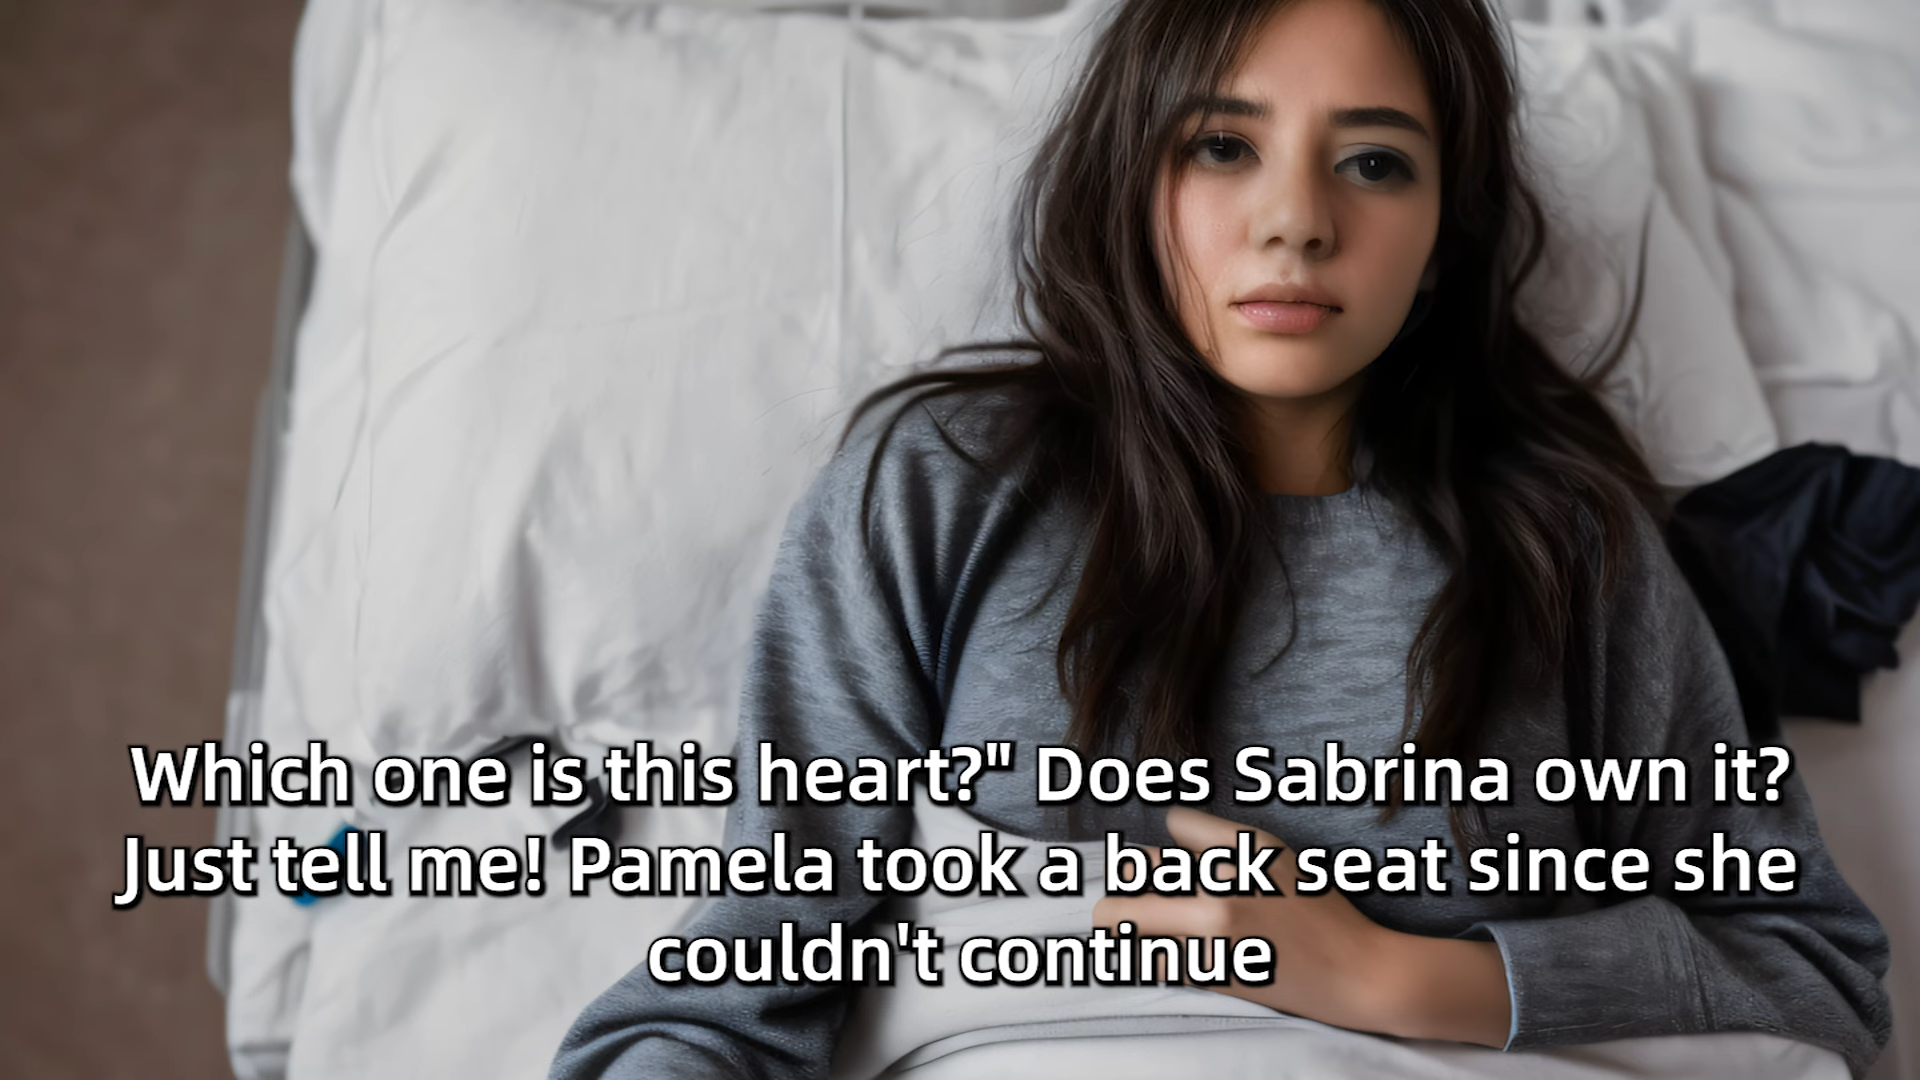 Which one is this heart?" Does Sabrina own it?
Just tell me! Pamela took a back seat since she
couldn't continue